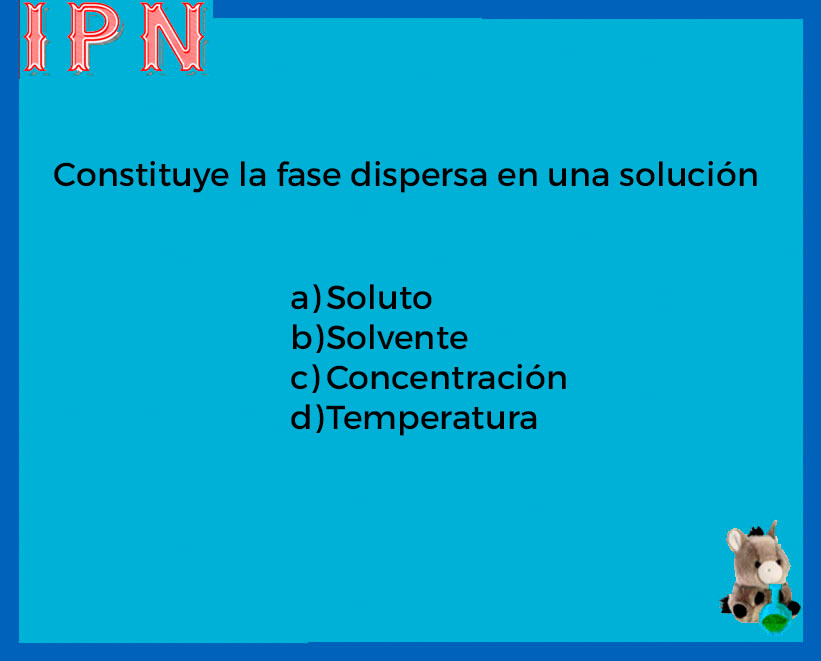 IPN
Constituye la fase dispersa en una solución
a) Soluto
b)Solvente
c) Concentración
d)Temperatura